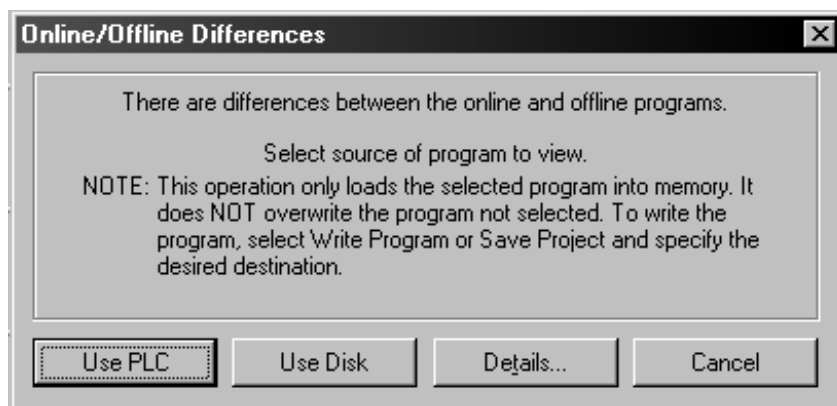 Online/Offline Differences
There are differences between the online and offline programs.
Select source of program to view.
NOTE: This operation only loads the selected program into memory. It
does NOT overwrite the program not selected. To write the
program, select Write Program or Save Project and specify the
desired destination.
Use PLC Use Disk Details... Cancel